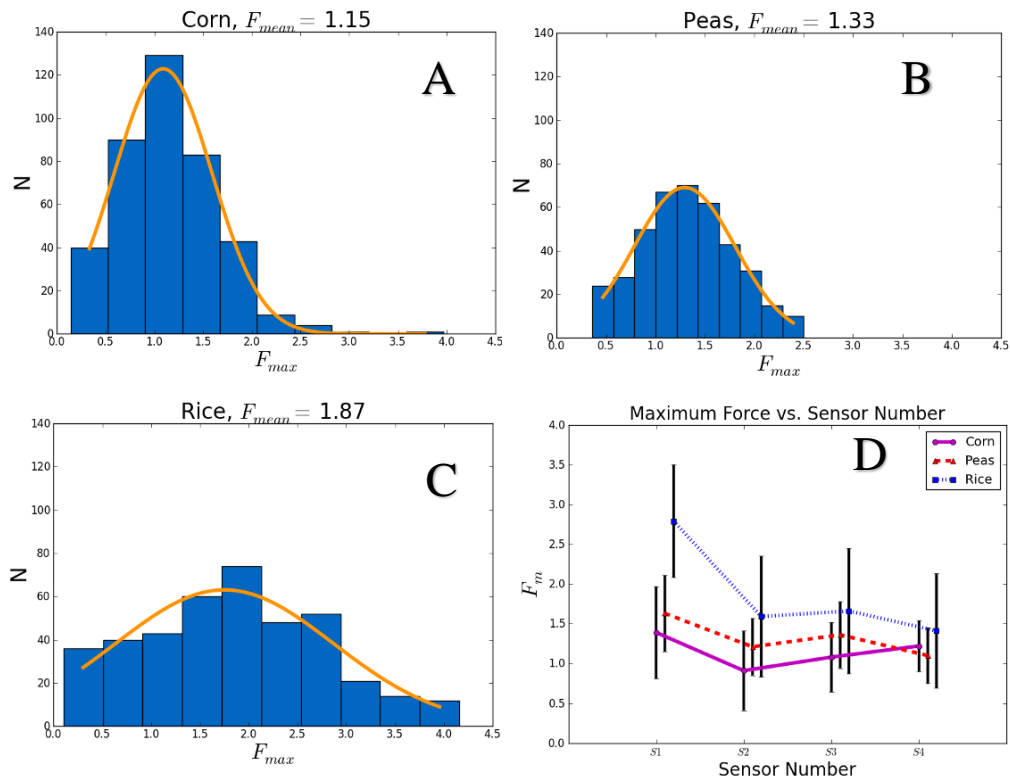 Corn, F_mean = 1.15
A
N
140
120
100
80
60
40
20
0
0.0 0.5 1.0 1.5 2.0 2.5 3.0 3.5 4.0 4.5
F_max
Peas, F_mean = 1.33
B
N
140
120
100
80
60
40
20
0
0.0 0.5 1.0 1.5 2.0 2.5 3.0 3.5 4.0 4.5
F_max
Rice, F_mean = 1.87
C
N
140
120
100
80
60
40
20
0
0.0 0.5 1.0 1.5 2.0 2.5 3.0 3.5 4.0 4.5
F_max
Maximum Force vs. Sensor Number
D
Corn
Peas
Rice
F_m
4.0
3.5
3.0
2.5
2.0
1.5
1.0
0.5
0.0
S1 S2 S3 S4
Sensor Number